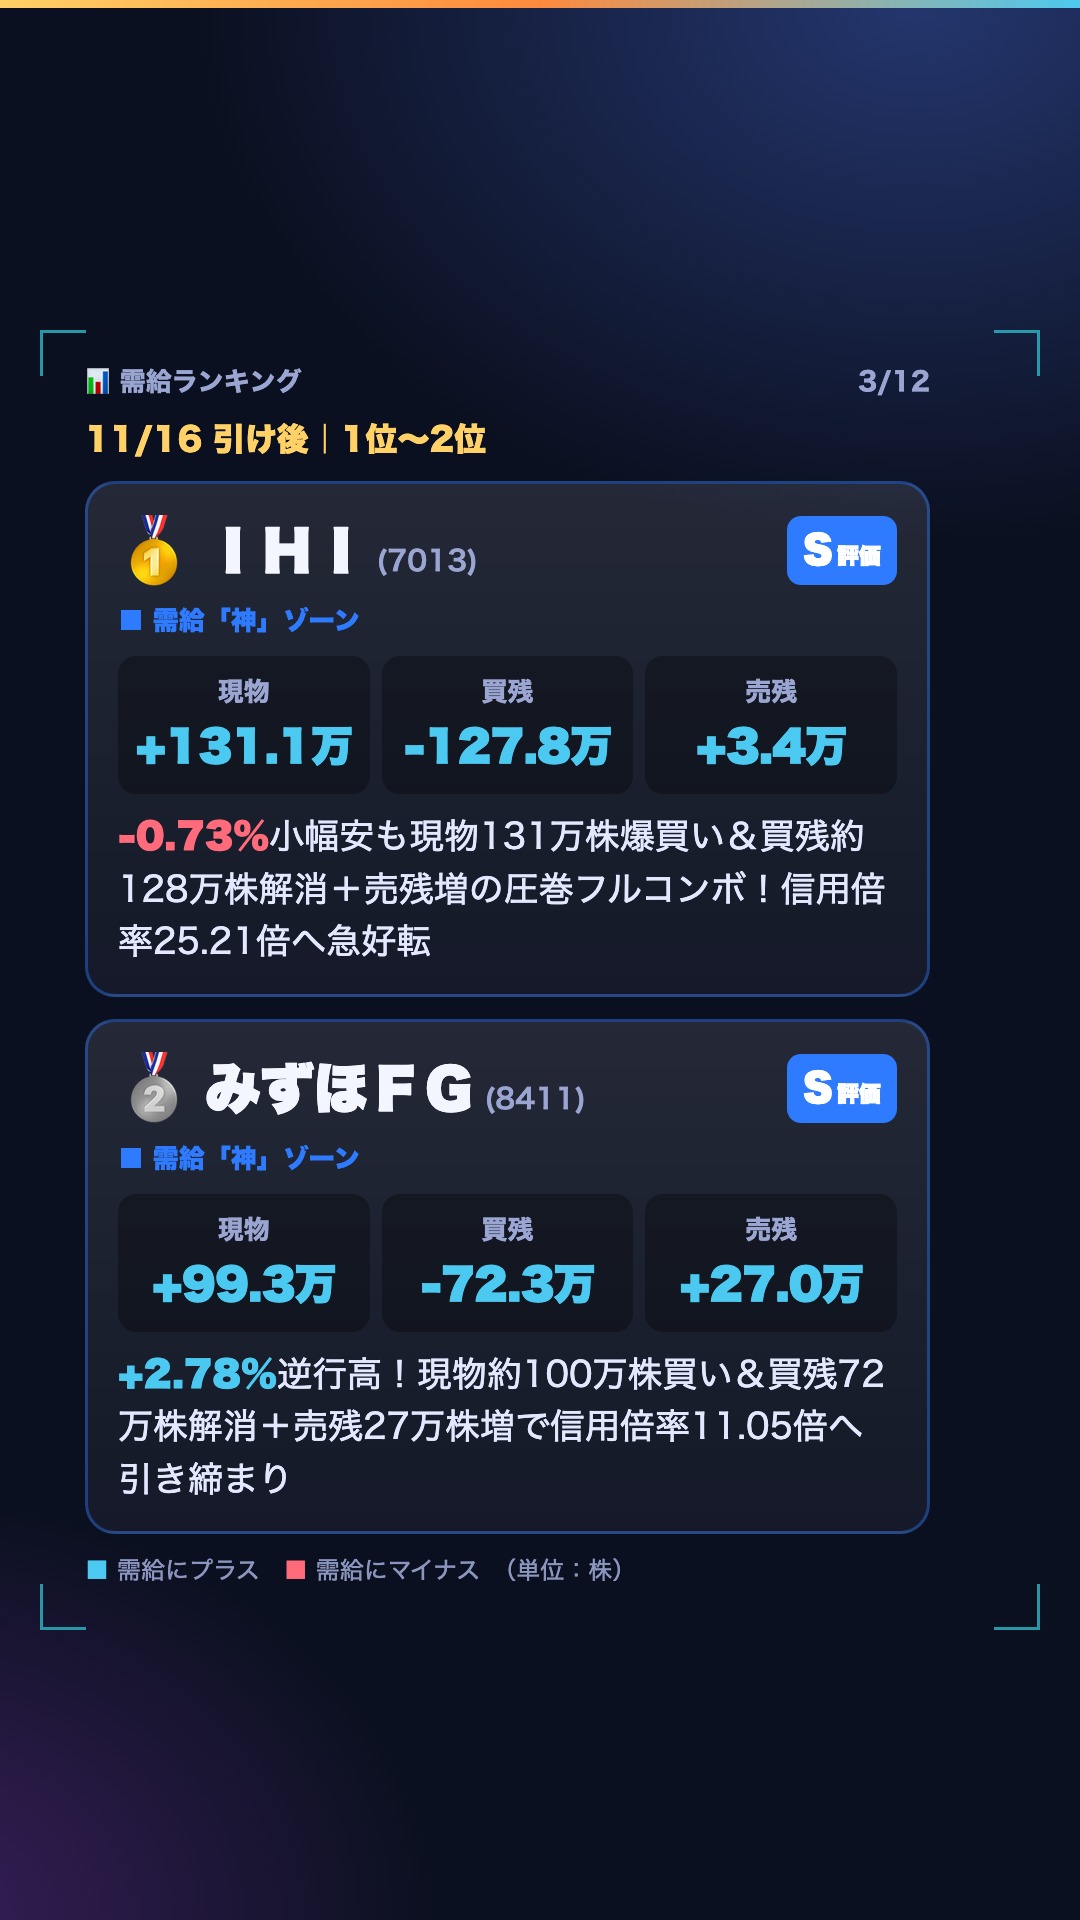 📊 需給ランキング 3/12
11/16 引け後｜1位〜2位
🥇 ＩＨＩ (7013) S評価
■ 需給「神」ゾーン
現物 買残 売残
+131.1万 -127.8万 +3.4万
-0.73%小幅安も現物131万株爆買い＆買残約
128万株解消＋売残増の圧巻フルコンボ！信用倍
率25.21倍へ急好転
🥈 みずほＦＧ (8411) S評価
■ 需給「神」ゾーン
現物 買残 売残
+99.3万 -72.3万 +27.0万
+2.78%逆行高！現物約100万株買い＆買残72
万株解消＋売残27万株増で信用倍率11.05倍へ
引き締まり
■ 需給にプラス ■ 需給にマイナス （単位：株）